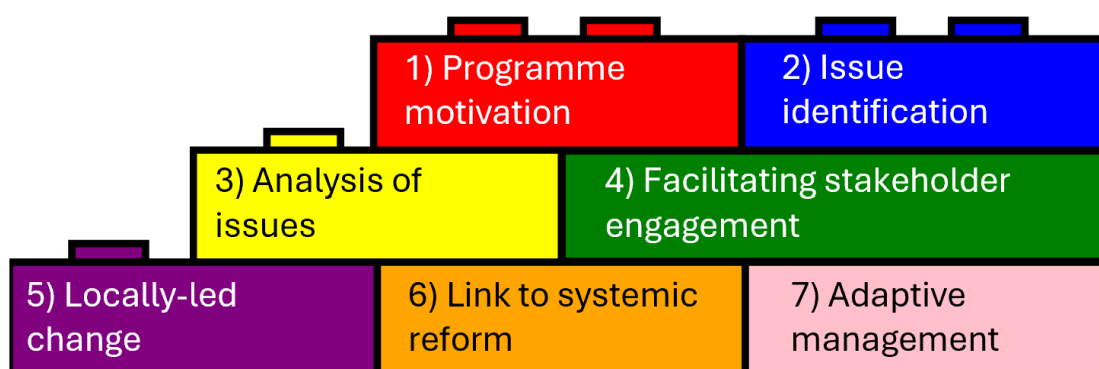 1) Programme
motivation
2) Issue
identification
3) Analysis of
issues
4) Facilitating stakeholder
engagement
5) Locally-led
change
6) Link to systemic
reform
7) Adaptive
management